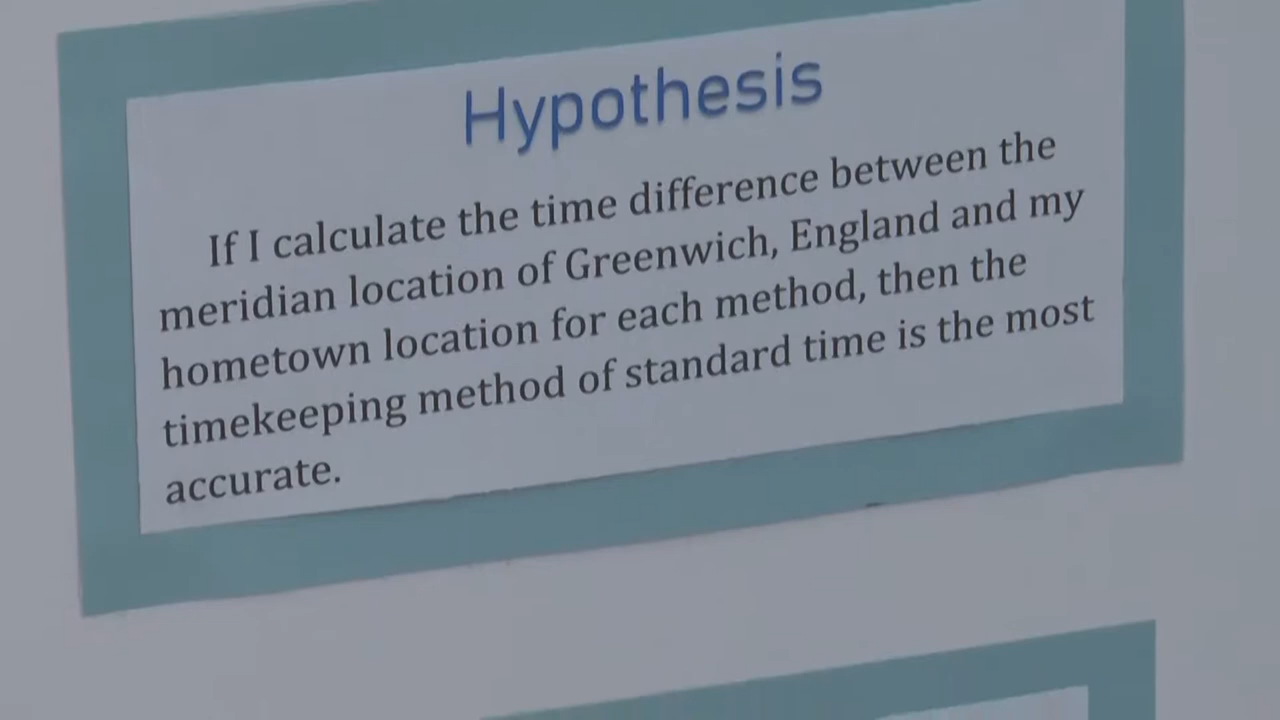 Hypothesis
If I calculate the time difference between the
meridian location of Greenwich, England and my
hometown location for each method, then the
timekeeping method of standard time is the most
accurate.